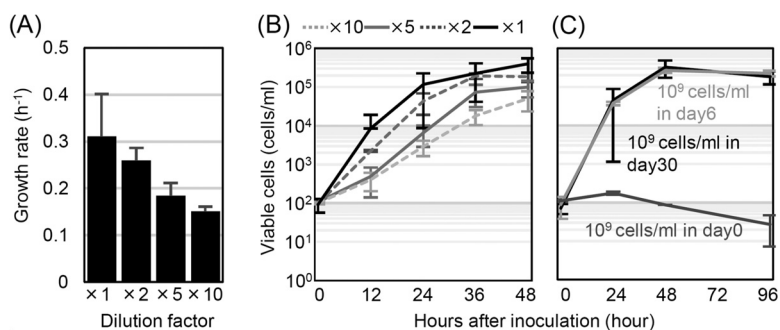 (A)
Growth rate (h-1)
0.5
0.4
0.3
0.2
0.1
0
×1 ×2 ×5 ×10
Dilution factor
(B)
×10 ×5 ×2 ×1
Viable cells (cells/ml)
10⁶
10⁵
10⁴
10³
10²
10¹
10⁰
0 12 24 36 48
(C)
10⁹ cells/ml
in day6
10⁹ cells/ml in
day30
10⁹ cells/ml in day0
0 24 48 72 96
Hours after inoculation (hour)